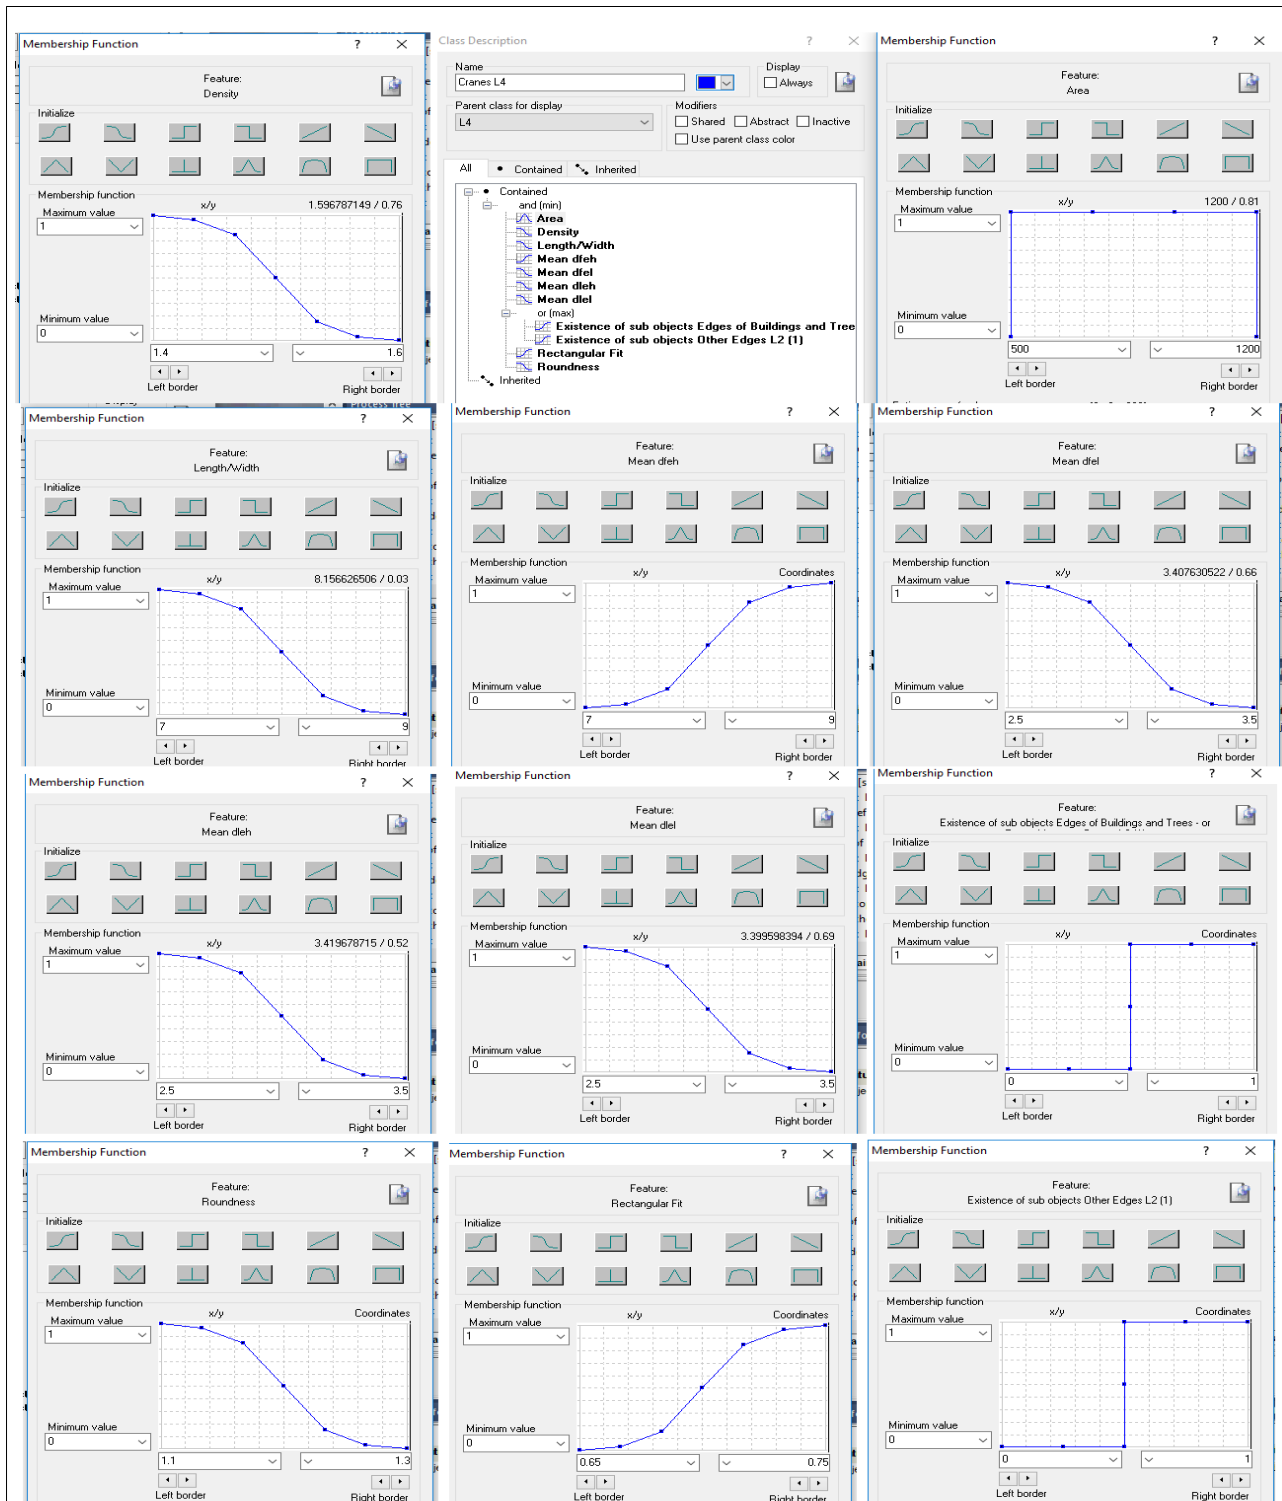 Membership Function ? ×
Feature:
Density
Initialize
Membership function
Maximum value
1
x/y
1.596787149 / 0.76
Minimum value
0
1.4
1.6
Left border
Right border
Class Description ? ×
Name
Cranes L4
Display
Always
Parent class for display
L4
Modifiers
Shared Abstract Inactive
Use parent class color
All Contained Inherited
Contained
and (min)
Area
Density
Length/Width
Mean dfeh
Mean dfel
Mean dleh
Mean dlel
or (max)
Existence of sub objects Edges of Buildings and Tree
Existence of sub objects Other Edges L2 (1)
Rectangular Fit
Roundness
Inherited
Membership Function ×
Feature:
Area
Initialize
Membership function
Maximum value
1
x/y
1200 / 0.81
Minimum value
0
500
1200
Left border
Right border
Membership Function ? ×
Feature:
Length/Width
Initialize
Membership function
Maximum value
1
x/y
8.156626506 / 0.03
Minimum value
0
7
9
Left border
Right border
Membership Function ? ×
Feature:
Mean dfeh
Initialize
Membership function
Maximum value
1
x/y
Coordinates
Minimum value
0
7
9
Left border
Right border
Membership Function ? ×
Feature:
Mean dfel
Initialize
Membership function
Maximum value
1
x/y
3.407630522 / 0.66
Minimum value
0
2.5
3.5
Left border
Right border
Membership Function ? ×
Feature:
Mean dleh
Initialize
Membership function
Maximum value
1
x/y
3.419678715 / 0.52
Minimum value
0
2.5
3.5
Left border
Right border
Membership Function ? ×
Feature:
Mean dlel
Initialize
Membership function
Maximum value
1
x/y
3.399598394 / 0.69
Minimum value
0
2.5
3.5
Left border
Right border
Membership Function ? ×
Feature:
Existence of sub objects Edges of Buildings and Trees - or
Initialize
Membership function
Maximum value
1
x/y
Coordinates
Minimum value
0
0
1
Left border
Right border
Membership Function ? ×
Feature:
Roundness
Initialize
Membership function
Maximum value
1
x/y
Coordinates
Minimum value
0
1.1
1.3
Left border
Right border
Membership Function ? ×
Feature:
Rectangular Fit
Initialize
Membership function
Maximum value
1
x/y
Coordinates
Minimum value
0
0.65
0.75
Left border
Right border
Membership Function ? ×
Feature:
Existence of sub objects Other Edges L2 (1)
Initialize
Membership function
Maximum value
1
x/y
Coordinates
Minimum value
0
0
1
Left border
Right border